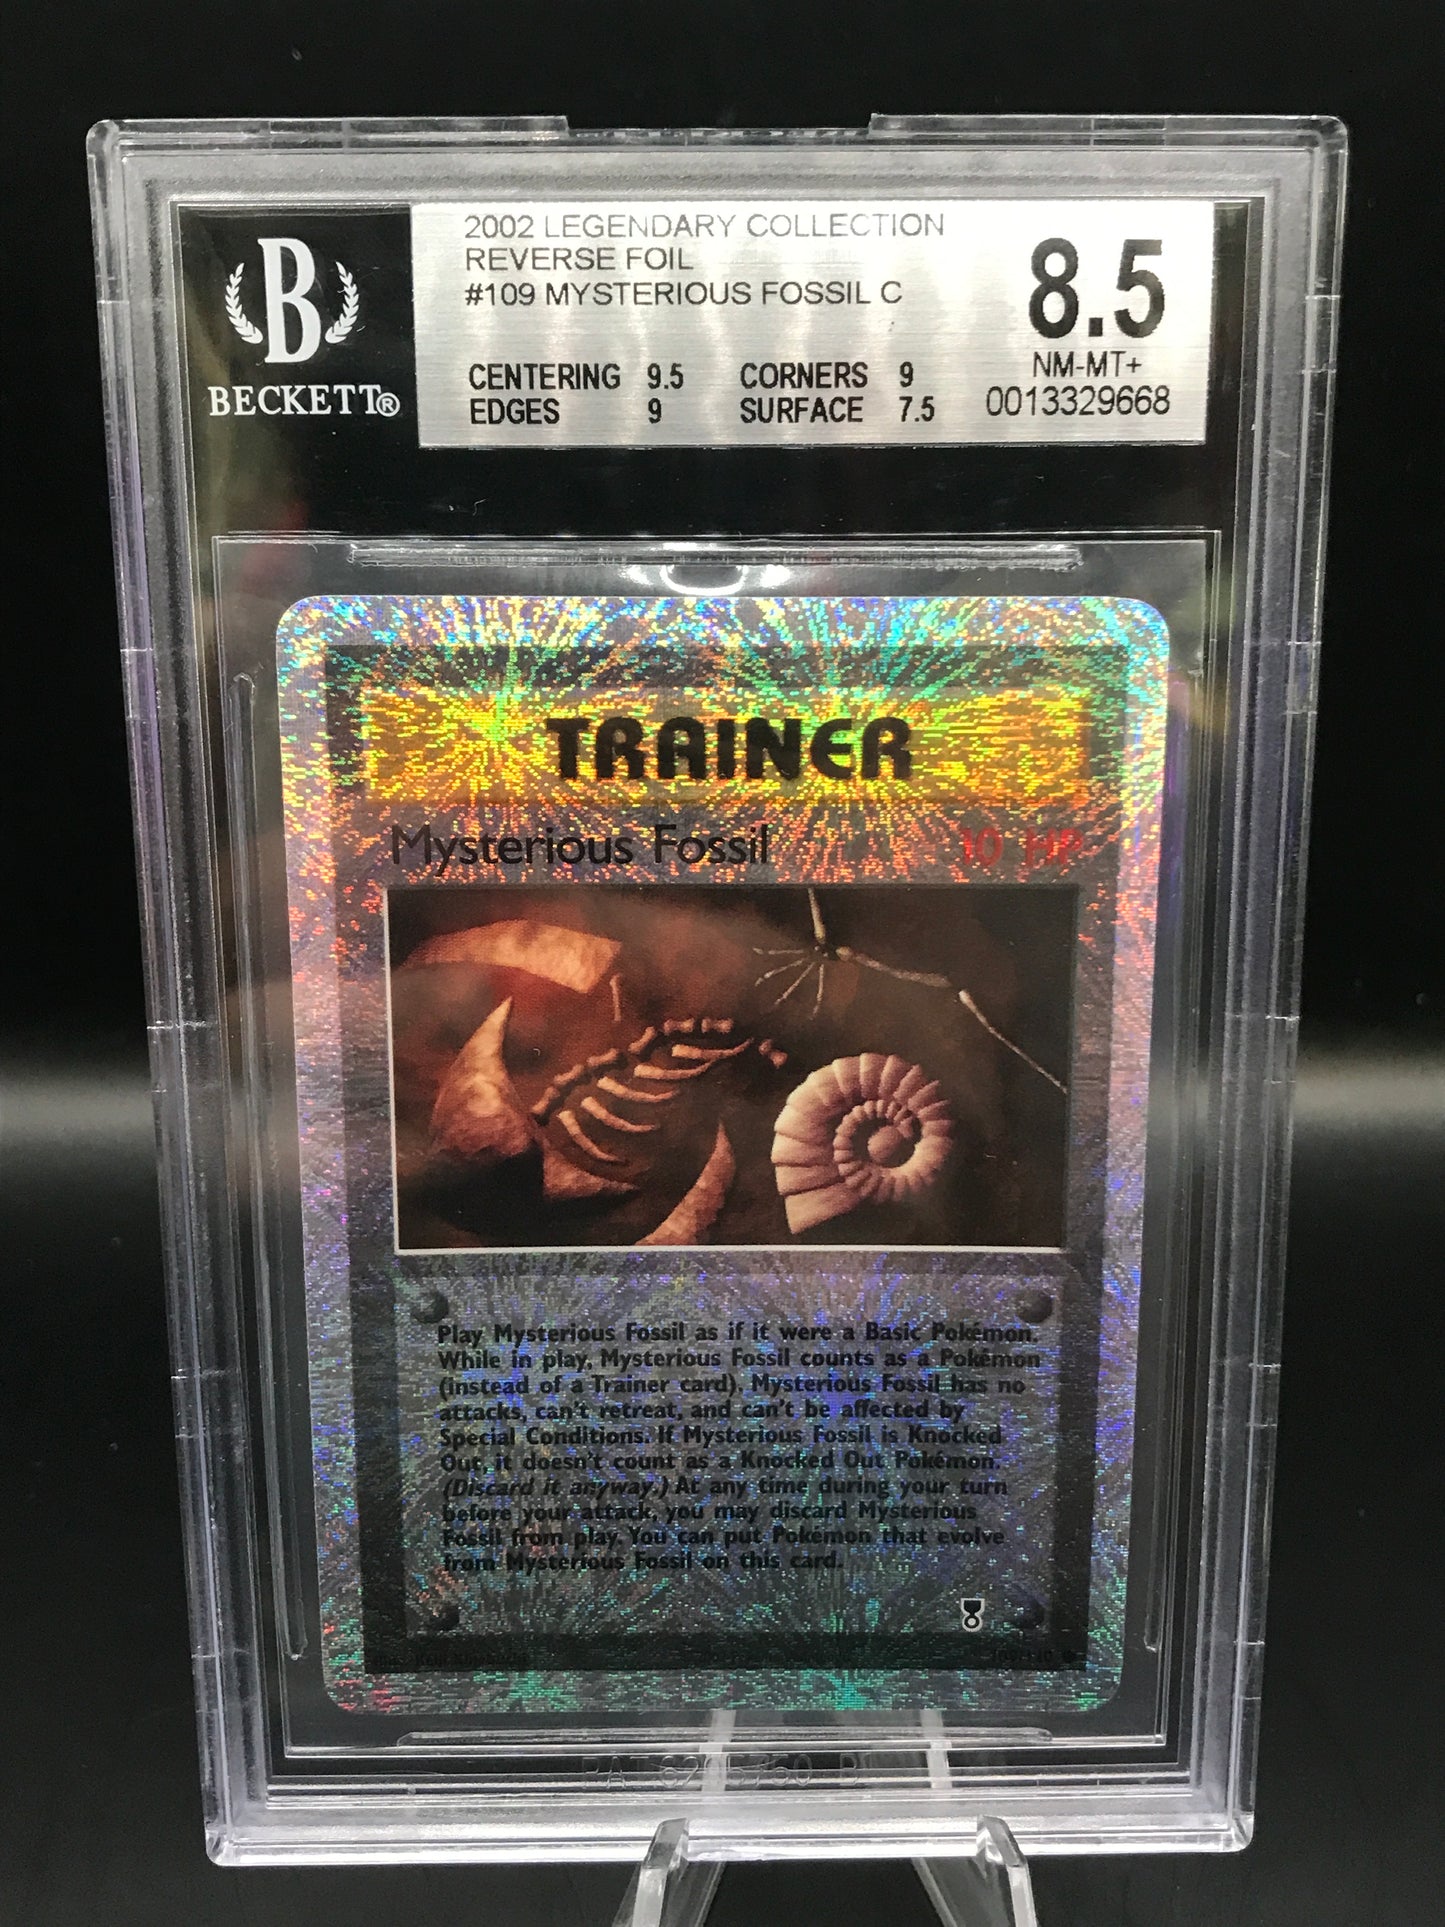 2002 LEGENDARY COLLECTION
REVERSE FOIL
#109 MYSTERIOUS FOSSIL C
8.5
NM-MT+
0013329668
CENTERING 9.5 CORNERS 9
EDGES 9 SURFACE 7.5
B
BECKETT®
TRAINER
Mysterious Fossil 10 HP
Play Mysterious Fossil as if it were a Basic Pokémon.
While in play, Mysterious Fossil counts as a Pokémon
(instead of a Trainer card). Mysterious Fossil has no
attacks, can't retreat, and can't be affected by
Special Conditions. If Mysterious Fossil is Knocked
Out, it doesn't count as a Knocked Out Pokémon.
(Discard it anyway.) At any time during your turn
before your attack, you may discard Mysterious
Fossil from play. You can put Pokémon that evolve
from Mysterious Fossil on this card.
109/110